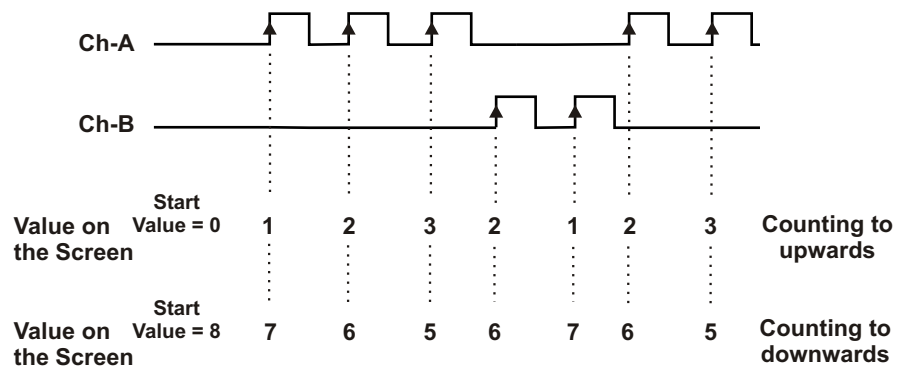 Ch-A
Ch-B
Start
Value on Value = 0 1 2 3 2 1 2 3 Counting to
the Screen upwards
Start
Value on Value = 8 7 6 5 6 7 6 5 Counting to
the Screen downwards